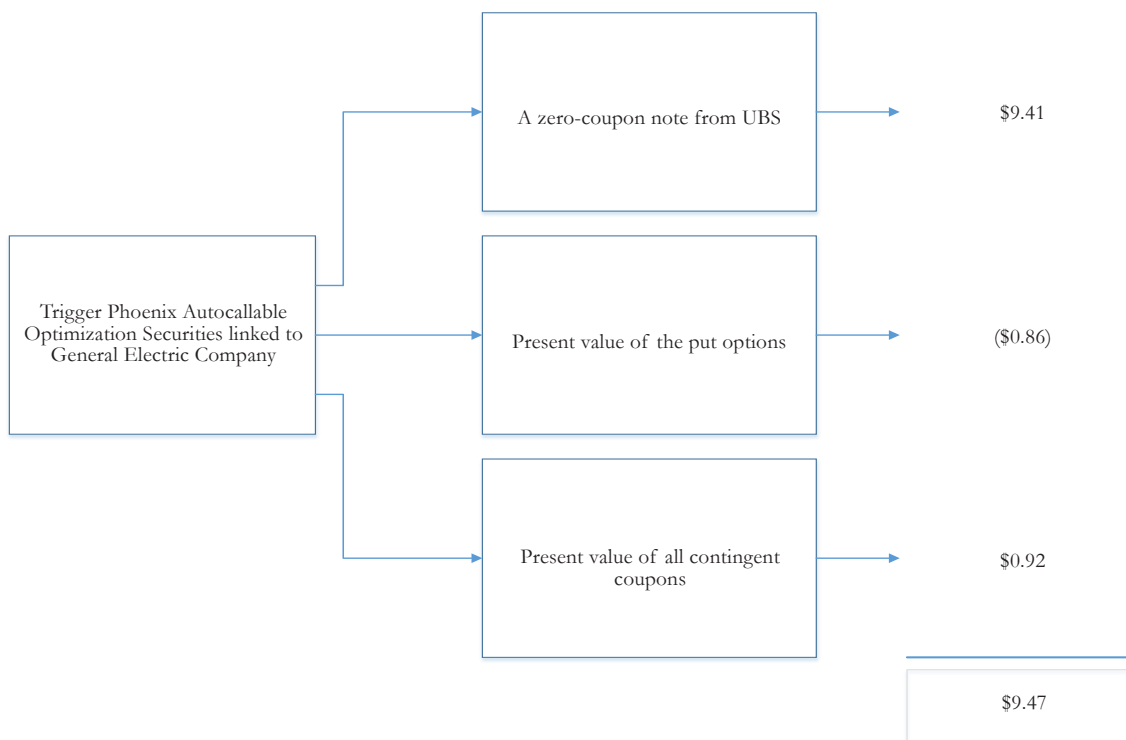 A zero-coupon note from UBS
$9.41
Trigger Phoenix Autocallable
Optimization Securities linked to
General Electric Company
Present value of the put options
($0.86)
Present value of all contingent
coupons
$0.92
$9.47